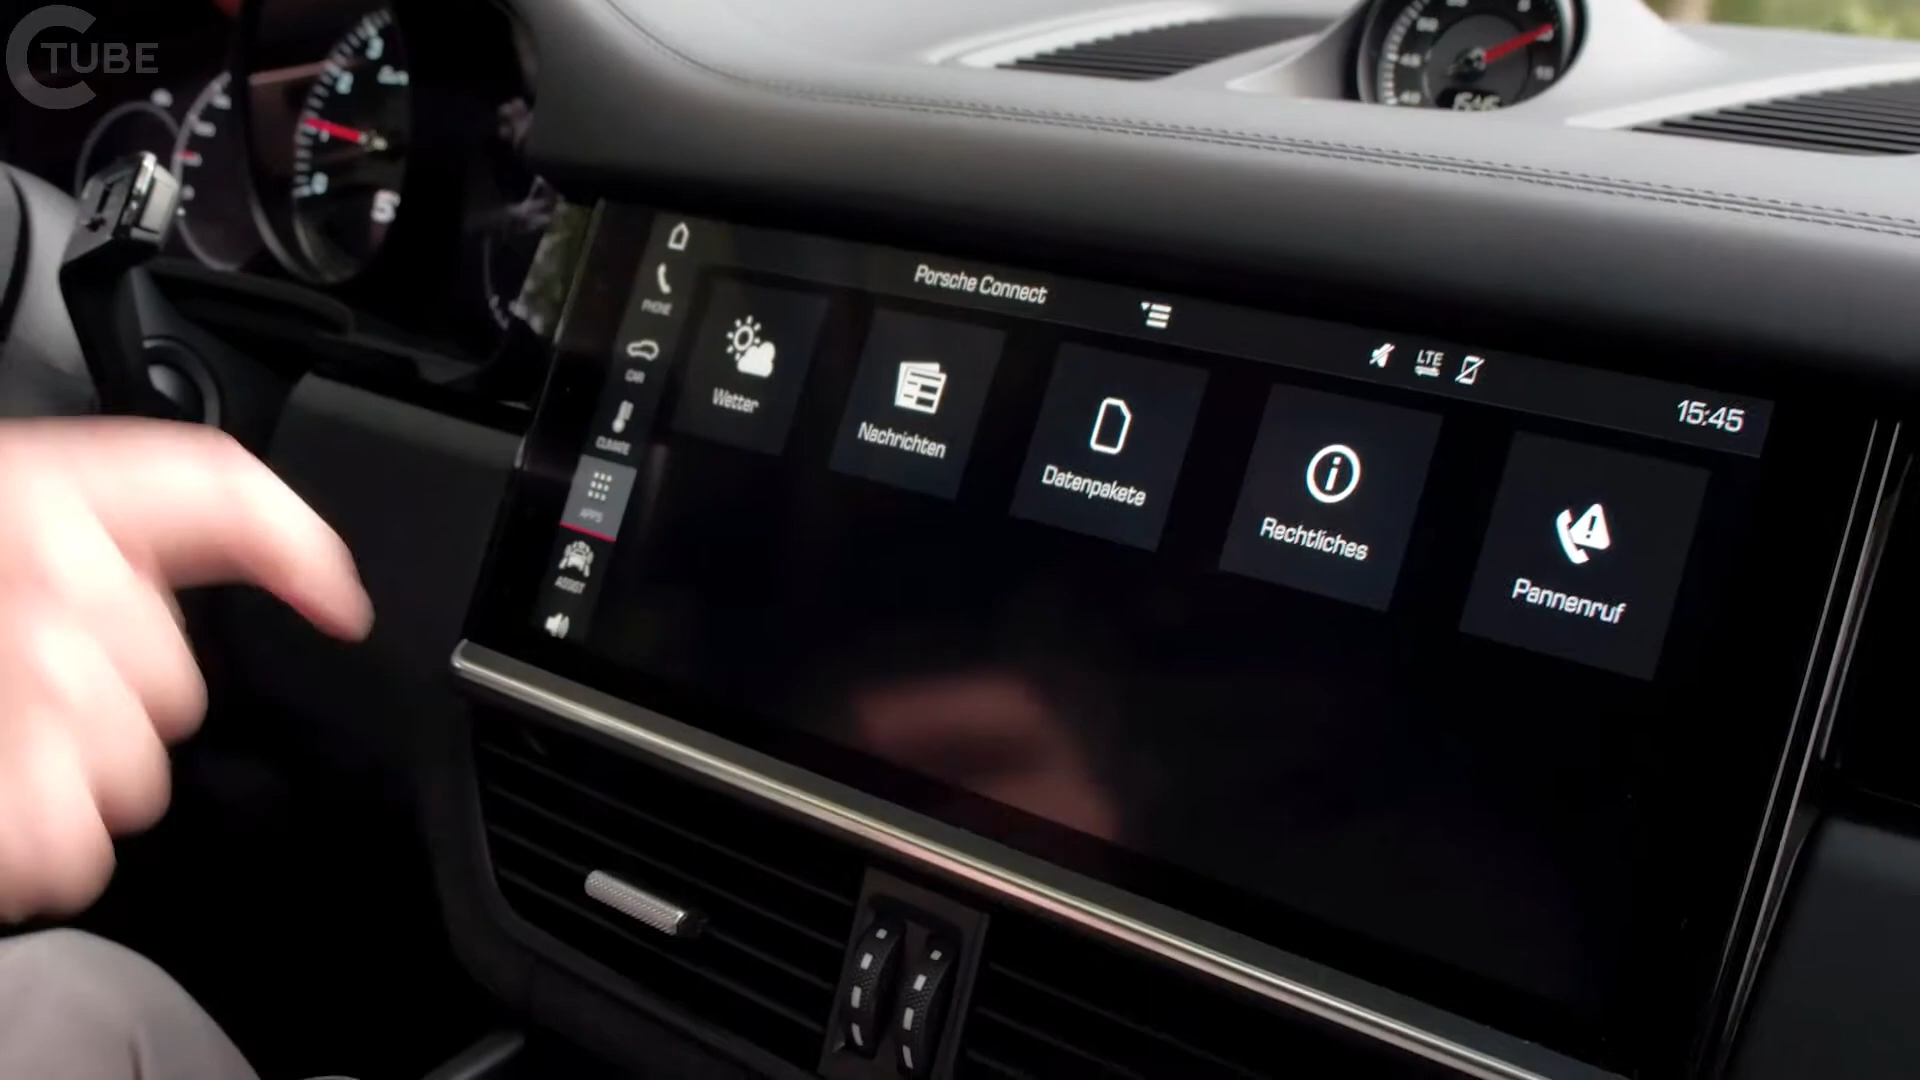 C TUBE
Porsche Connect
LTE
15:45
PHONE
CAR
CLIMATE
APPS
ASSIST
Wetter
Nachrichten
Datenpakete
Rechtliches
Pannenruf